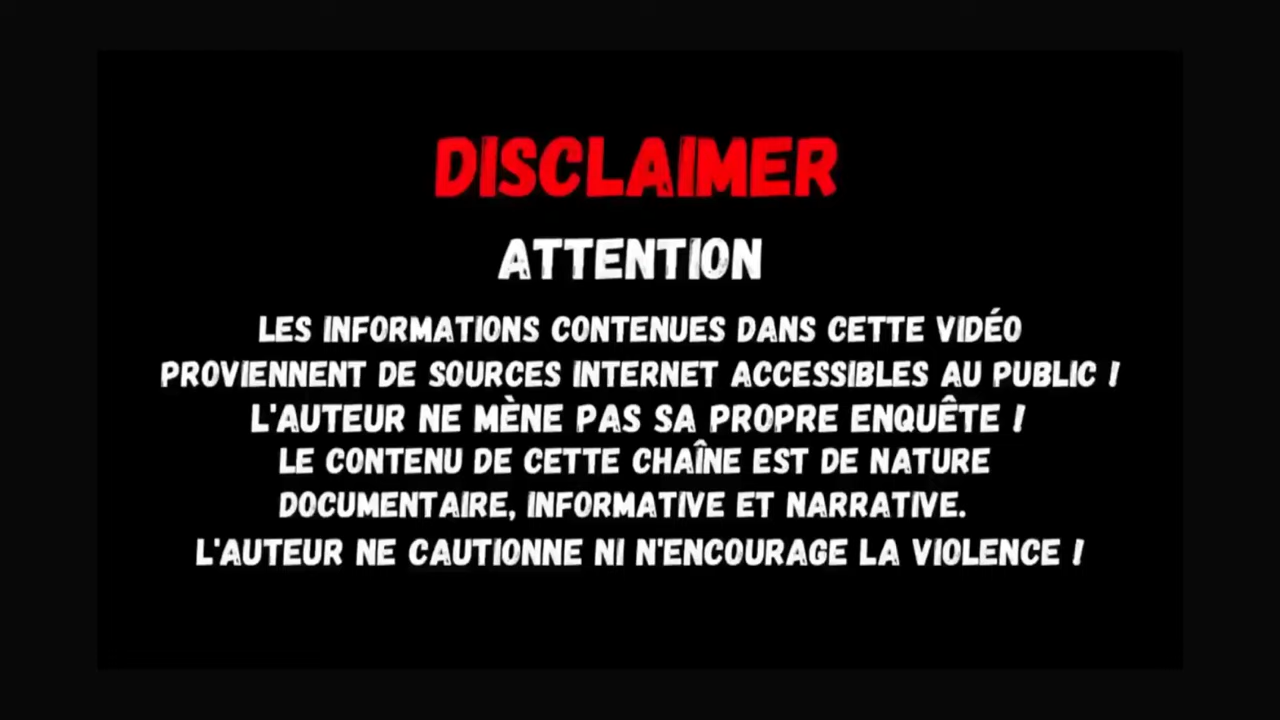 DISCLAIMER
ATTENTION
LES INFORMATIONS CONTENUES DANS CETTE VIDÉO
PROVIENNENT DE SOURCES INTERNET ACCESSIBLES AU PUBLIC !
L'AUTEUR NE MÈNE PAS SA PROPRE ENQUÊTE !
LE CONTENU DE CETTE CHAÎNE EST DE NATURE
DOCUMENTAIRE, INFORMATIVE ET NARRATIVE.
L'AUTEUR NE CAUTIONNE NI N'ENCOURAGE LA VIOLENCE !